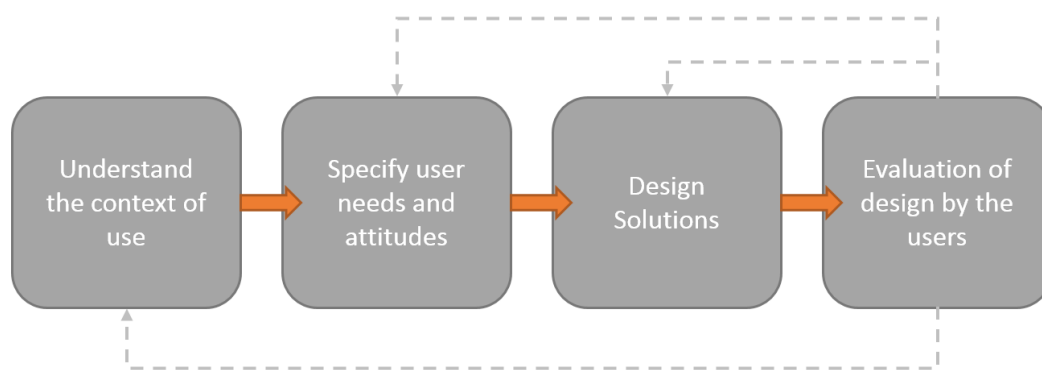 Understand
the context of
use
Specify user
needs and
attitudes
Design
Solutions
Evaluation of
design by the
users